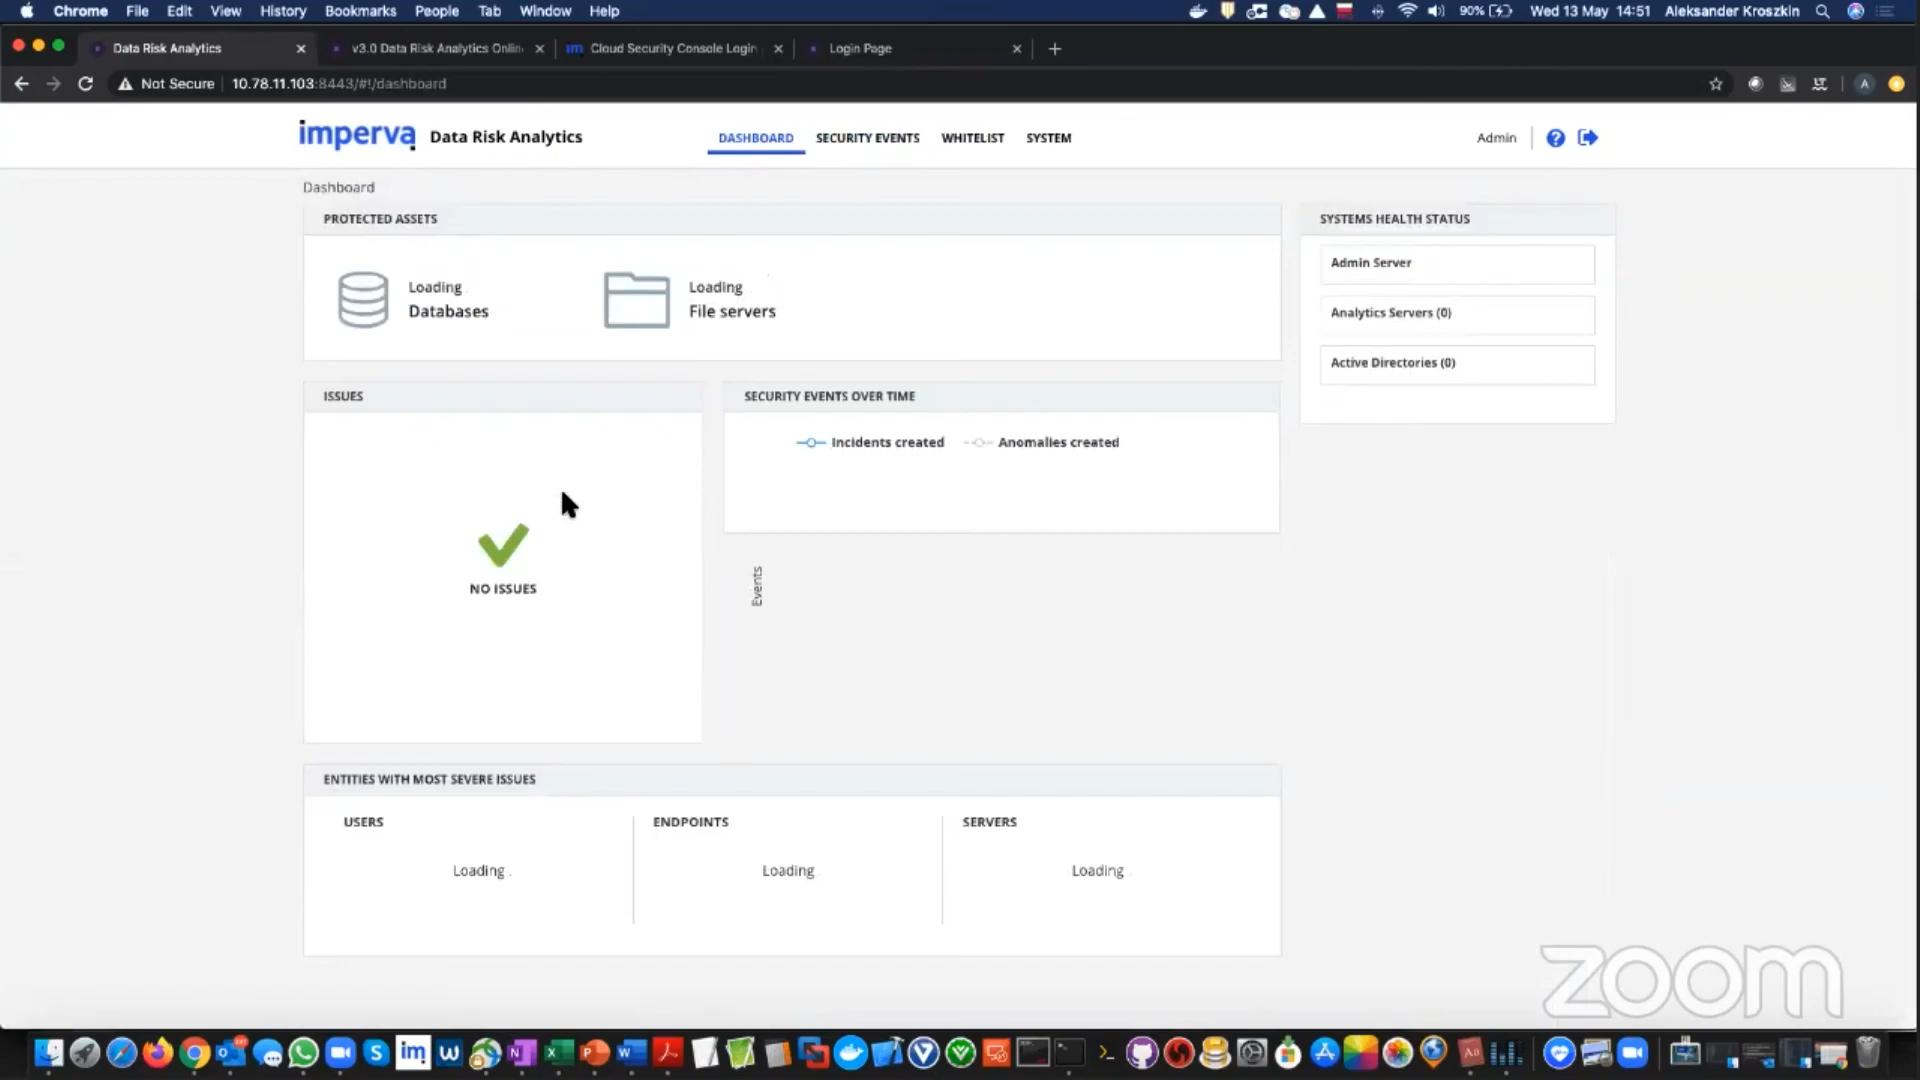 Chrome File Edit View History Bookmarks People Tab Window Help 90% Wed 13 May 14:51 Aleksander Kroszkin
Data Risk Analytics v3.0 Data Risk Analytics Onlin Cloud Security Console Login Login Page
Not Secure 10.78.11.103:8443/#!/dashboard
imperva Data Risk Analytics DASHBOARD SECURITY EVENTS WHITELIST SYSTEM Admin
Dashboard
PROTECTED ASSETS
Loading
Databases
Loading
File servers
SYSTEMS HEALTH STATUS
Admin Server
Analytics Servers (0)
Active Directories (0)
ISSUES
NO ISSUES
SECURITY EVENTS OVER TIME
Incidents created Anomalies created
Events
ENTITIES WITH MOST SEVERE ISSUES
USERS ENDPOINTS SERVERS
Loading . Loading Loading
zoom